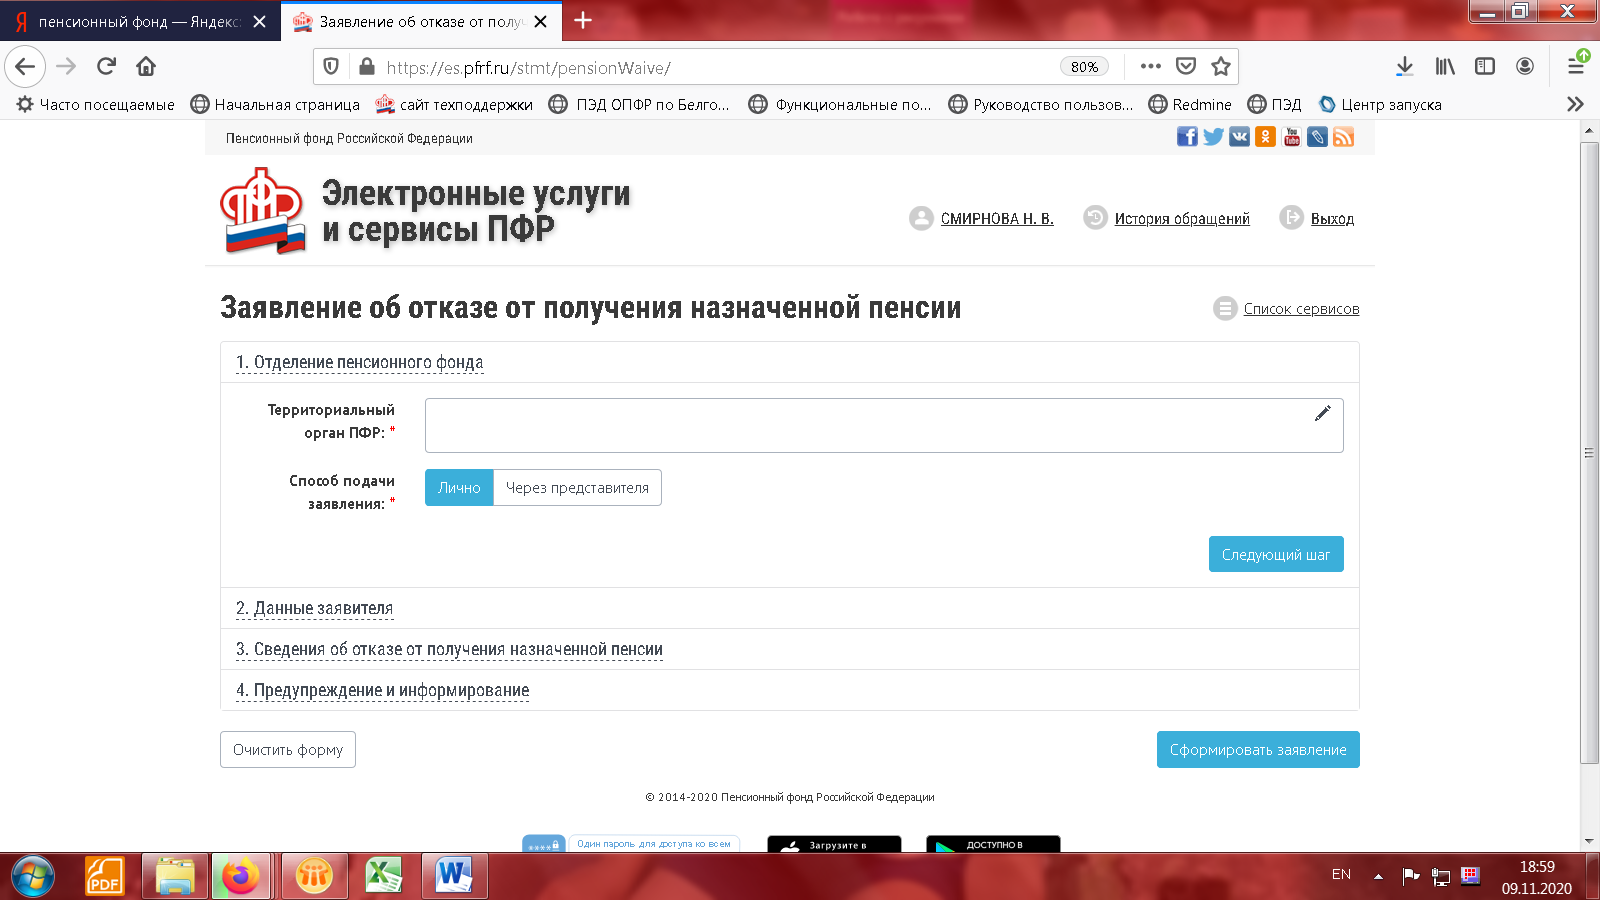 пенсионный фонд — Яндекс
Заявление об отказе от получ
https://es.pfrf.ru/stmt/pensionWaive/
80%
Часто посещаемые
Начальная страница
сайт техподдержки
ПЭД ОПФР по Белго...
Функциональные по...
Руководство пользов...
Redmine
ПЭД
Центр запуска
Пенсионный фонд Российской Федерации
Электронные услуги
и сервисы ПФР
СМИРНОВА Н. В.
История обращений
Выход
Заявление об отказе от получения назначенной пенсии
Список сервисов
1. Отделение пенсионного фонда
Территориальный
орган ПФР: *
Способ подачи
заявления: *
Лично
Через представителя
Следующий шаг
2. Данные заявителя
3. Сведения об отказе от получения назначенной пенсии
4. Предупреждение и информирование
Очистить форму
Сформировать заявление
© 2014-2020 Пенсионный фонд Российской Федерации
**** Один пароль для доступа ко всем
Загрузите в
ДОСТУПНО В
PDF
EN
18:59
09.11.2020